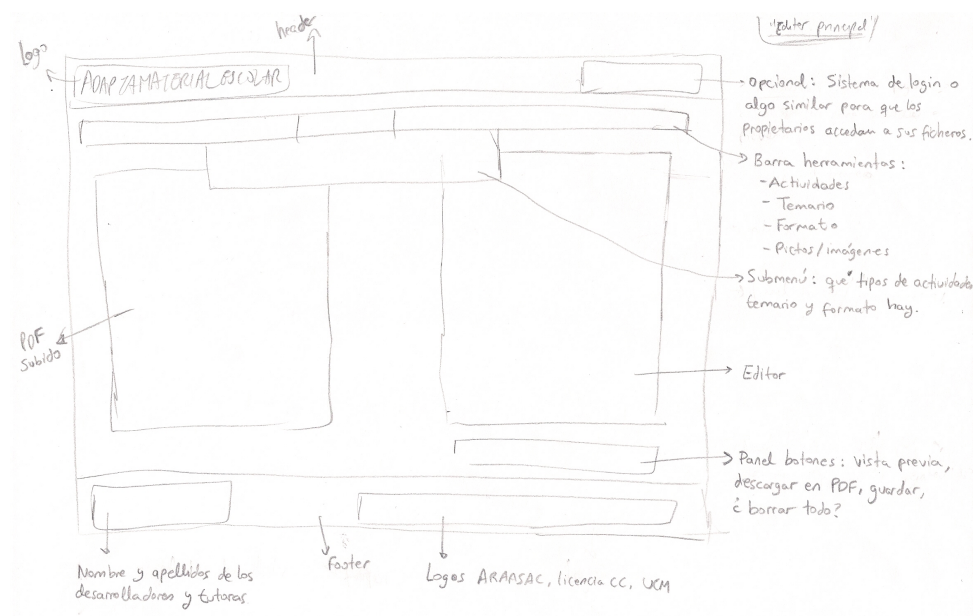 "Editor principal"
header
Logo
ADAPTAMATERIALESCOLAR
Opcional: Sistema de login o
algo similar para que los
propietarios accedan a sus ficheros.
Barra herramientas:
- Actividades
- Temario
- Formato
- Pictos/imágenes
Submenú: qué tipos de actividades
temario y formato hay.
PDF
subido
Editor
Panel botones: vista previa,
descargar en PDF, guardar,
¿borrar todo?
Nombre y apellidos de los
desarrolladores y tutoras
footer
Logos ARAASAC, licencia CC, UCM